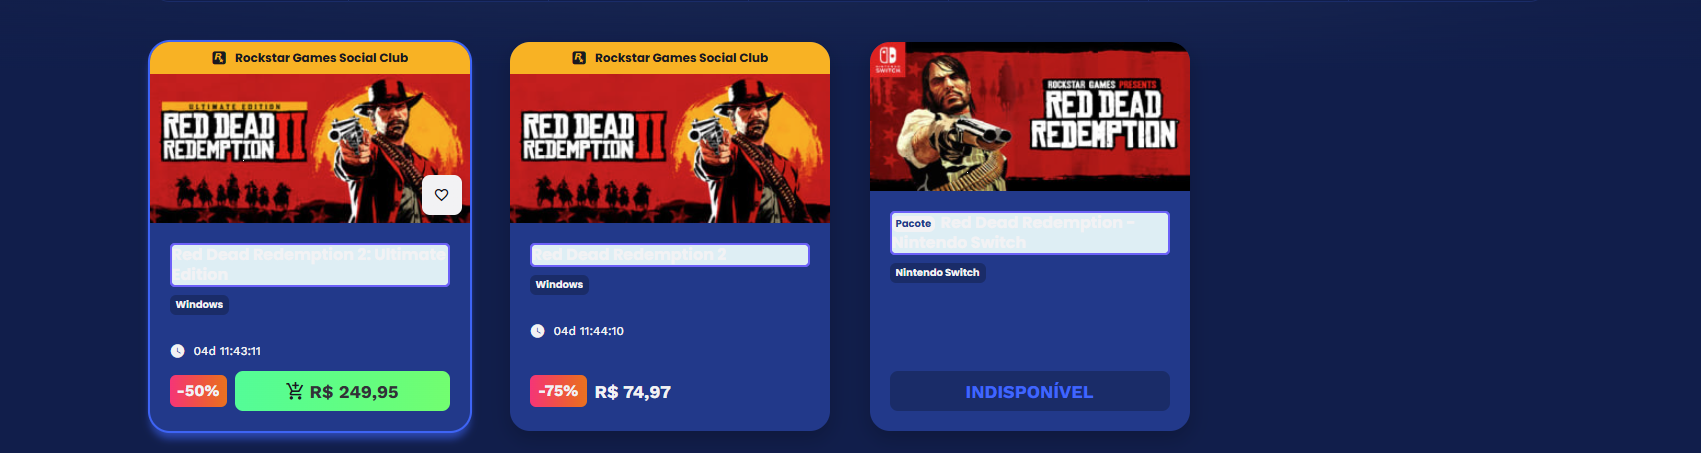 Rockstar Games Social Club
ULTIMATE EDITION
RED DEAD
REDEMPTION II
Red Dead Redemption 2: Ultimate
Edition
Windows
04d 11:43:11
-50%
R$ 249,95
Rockstar Games Social Club
RED DEAD
REDEMPTION II
Red Dead Redemption 2
Windows
04d 11:44:10
-75%
R$ 74,97
NINTENDO
SWITCH
ROCKSTAR GAMES PRESENTS
RED DEAD
REDEMPTION
Pacote Red Dead Redemption -
Nintendo Switch
Nintendo Switch
INDISPONÍVEL